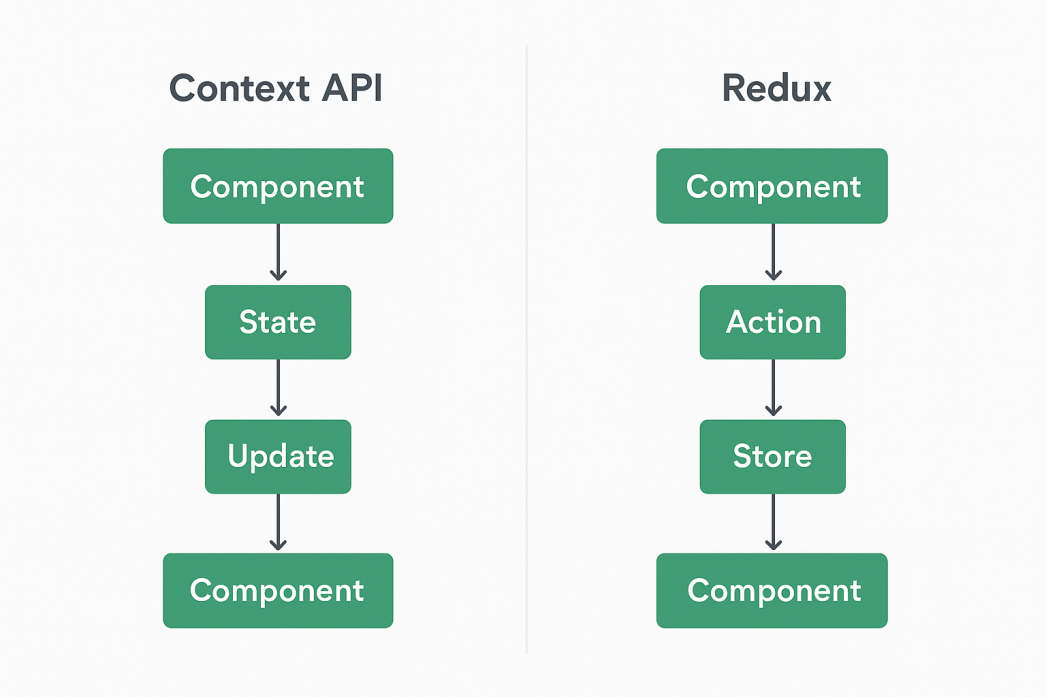 Context API
Component
State
Update
Component
Redux
Component
Action
Store
Component